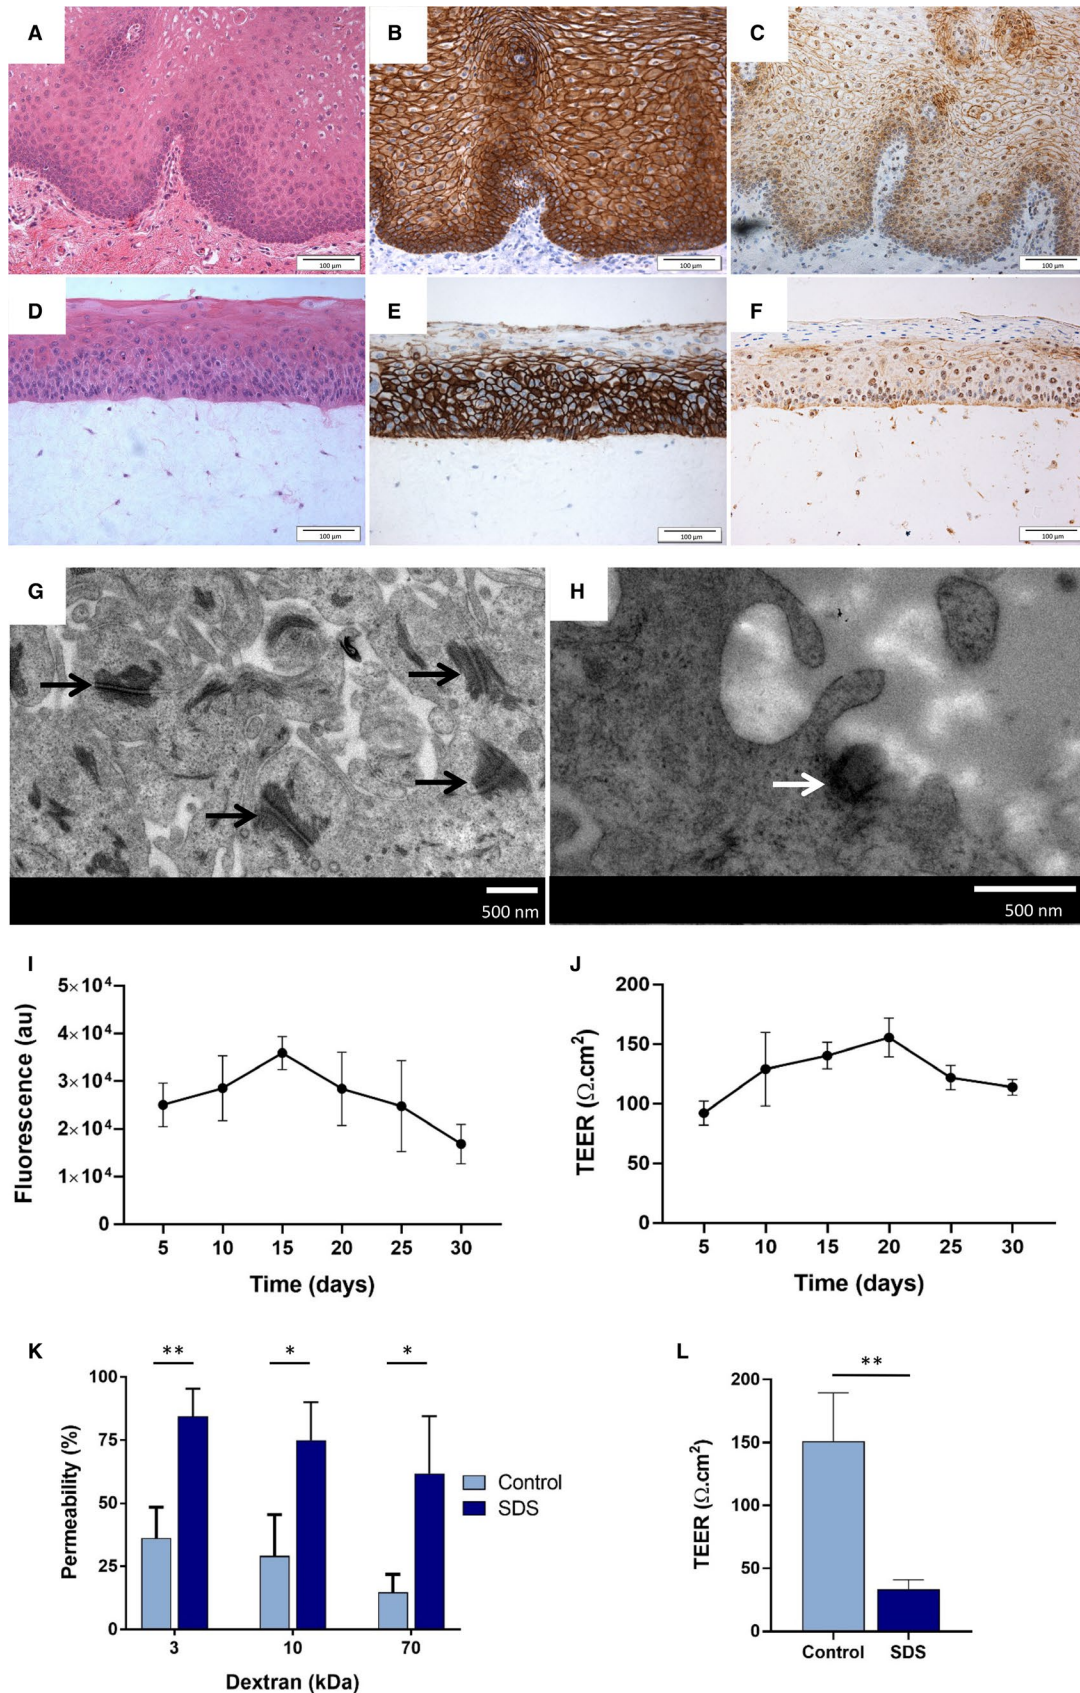 A
B
C
100 µm
100 µm
100 µm
D
E
F
100 µm
100 µm
100 µm
G
H
500 nm
500 nm
I
J
Fluorescence (au)
5×10⁴
4×10⁴
3×10⁴
2×10⁴
1×10⁴
0
5 10 15 20 25 30
Time (days)
TEER (Ω.cm²)
200
150
100
50
0
5 10 15 20 25 30
Time (days)
K
** * *
Permeability (%)
100
75
50
25
0
3 10 70
Dextran (kDa)
Control
SDS
L
**
TEER (Ω.cm²)
200
150
100
50
0
Control SDS